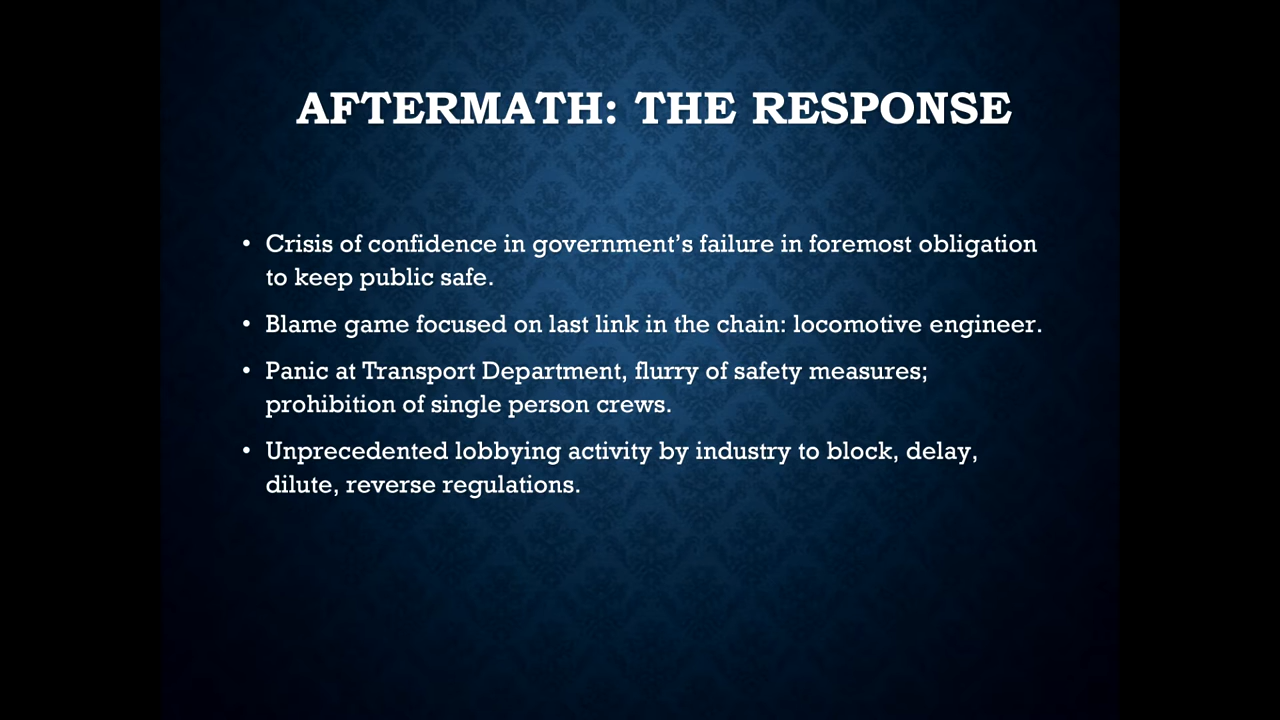 AFTERMATH: THE RESPONSE
• Crisis of confidence in government’s failure in foremost obligation
to keep public safe.
• Blame game focused on last link in the chain: locomotive engineer.
• Panic at Transport Department, flurry of safety measures;
prohibition of single person crews.
• Unprecedented lobbying activity by industry to block, delay,
dilute, reverse regulations.